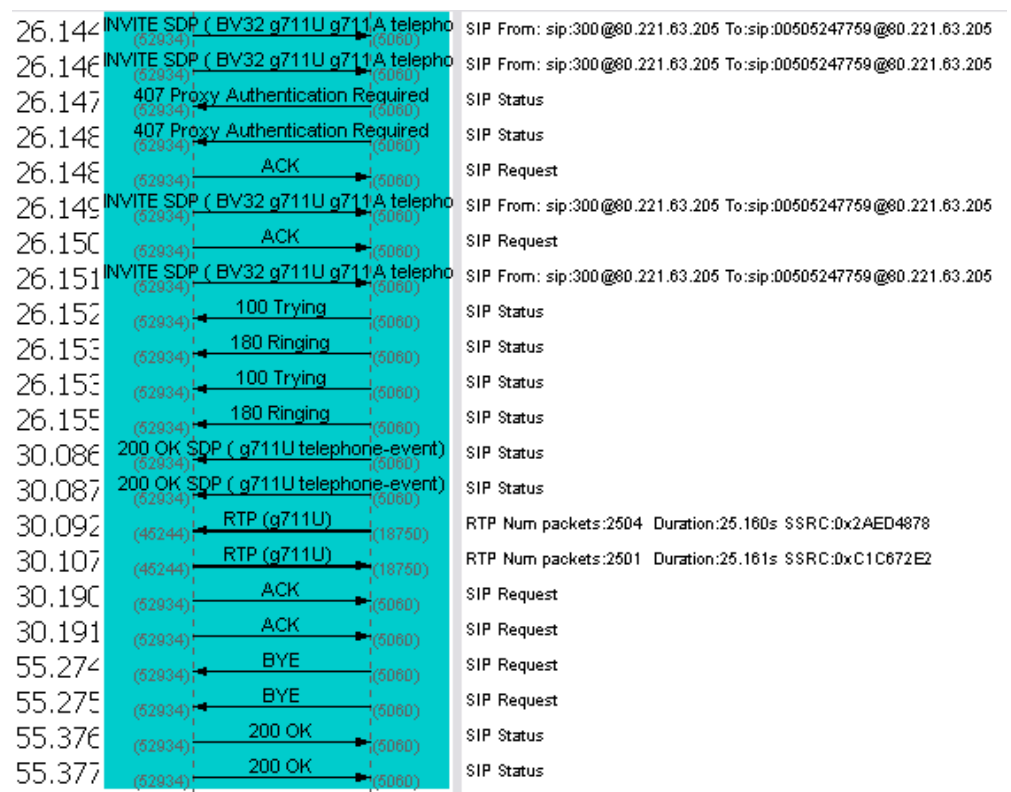 26.144 INVITE SDP ( BV32 g711U g711A telepho (52934) (5060) SIP From: sip:300@80.221.63.205 To:sip:00505247759@80.221.63.205
26.146 INVITE SDP ( BV32 g711U g711A telepho (52934) (5060) SIP From: sip:300@80.221.63.205 To:sip:00505247759@80.221.63.205
26.147 407 Proxy Authentication Required (52934) (5060) SIP Status
26.148 407 Proxy Authentication Required (52934) (5060) SIP Status
26.148 ACK (52934) (5060) SIP Request
26.149 INVITE SDP ( BV32 g711U g711A telepho (52934) (5060) SIP From: sip:300@80.221.63.205 To:sip:00505247759@80.221.63.205
26.150 ACK (52934) (5060) SIP Request
26.151 INVITE SDP ( BV32 g711U g711A telepho (52934) (5060) SIP From: sip:300@80.221.63.205 To:sip:00505247759@80.221.63.205
26.152 100 Trying (52934) (5060) SIP Status
26.153 180 Ringing (52934) (5060) SIP Status
26.153 100 Trying (52934) (5060) SIP Status
26.155 180 Ringing (52934) (5060) SIP Status
30.086 200 OK SDP ( g711U telephone-event) (52934) (5060) SIP Status
30.087 200 OK SDP ( g711U telephone-event) (52934) (5060) SIP Status
30.092 RTP (g711U) (45244) (18750) RTP Num packets:2504 Duration:25.160s SSRC:0x2AED4878
30.107 RTP (g711U) (45244) (18750) RTP Num packets:2501 Duration:25.161s SSRC:0xC1C672E2
30.190 ACK (52934) (5060) SIP Request
30.191 ACK (52934) (5060) SIP Request
55.274 BYE (52934) (5060) SIP Request
55.275 BYE (52934) (5060) SIP Request
55.376 200 OK (52934) (5060) SIP Status
55.377 200 OK (52934) (5060) SIP Status